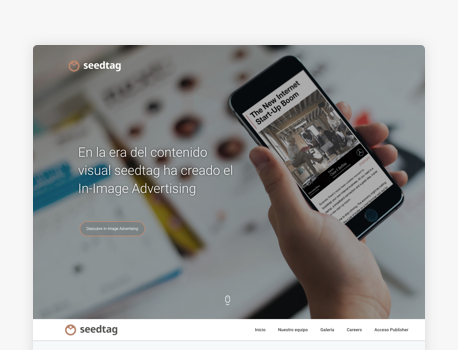 seedtag
The New Internet
Start-Up Boom
En la era del contenido
visual seedtag ha creado el
In-Image Advertising
Descubre In-Image Advertising
seedtag
Inicio Nuestro equipo Galería Careers Access Publisher